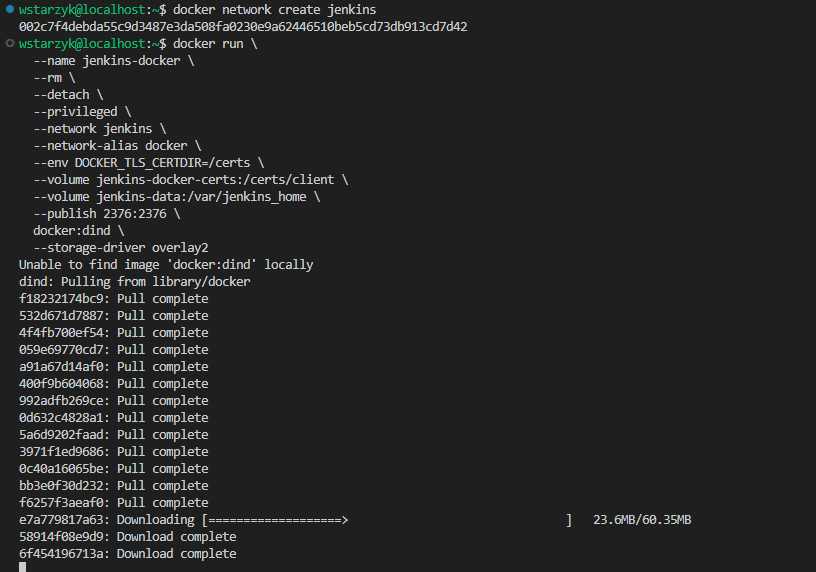 wstarzyk@localhost:~$ docker network create jenkins
002c7f4debda55c9d3487e3da508fa0230e9a62446510beb5cd73db913cd7d42
wstarzyk@localhost:~$ docker run \
--name jenkins-docker \
--rm \
--detach \
--privileged \
--network jenkins \
--network-alias docker \
--env DOCKER_TLS_CERTDIR=/certs \
--volume jenkins-docker-certs:/certs/client \
--volume jenkins-data:/var/jenkins_home \
--publish 2376:2376 \
docker:dind \
--storage-driver overlay2
Unable to find image 'docker:dind' locally
dind: Pulling from library/docker
f18232174bc9: Pull complete
532d671d7887: Pull complete
4f4fb700ef54: Pull complete
059e69770cd7: Pull complete
a91a67d14af0: Pull complete
400f9b604068: Pull complete
992adfb269ce: Pull complete
0d632c4828a1: Pull complete
5a6d9202faad: Pull complete
3971f1ed9686: Pull complete
0c40a16065be: Pull complete
bb3e0f30d232: Pull complete
f6257f3aeaf0: Pull complete
e7a779817a63: Downloading [===================>                               ]   23.6MB/60.35MB
58914f08e9d9: Download complete
6f454196713a: Download complete